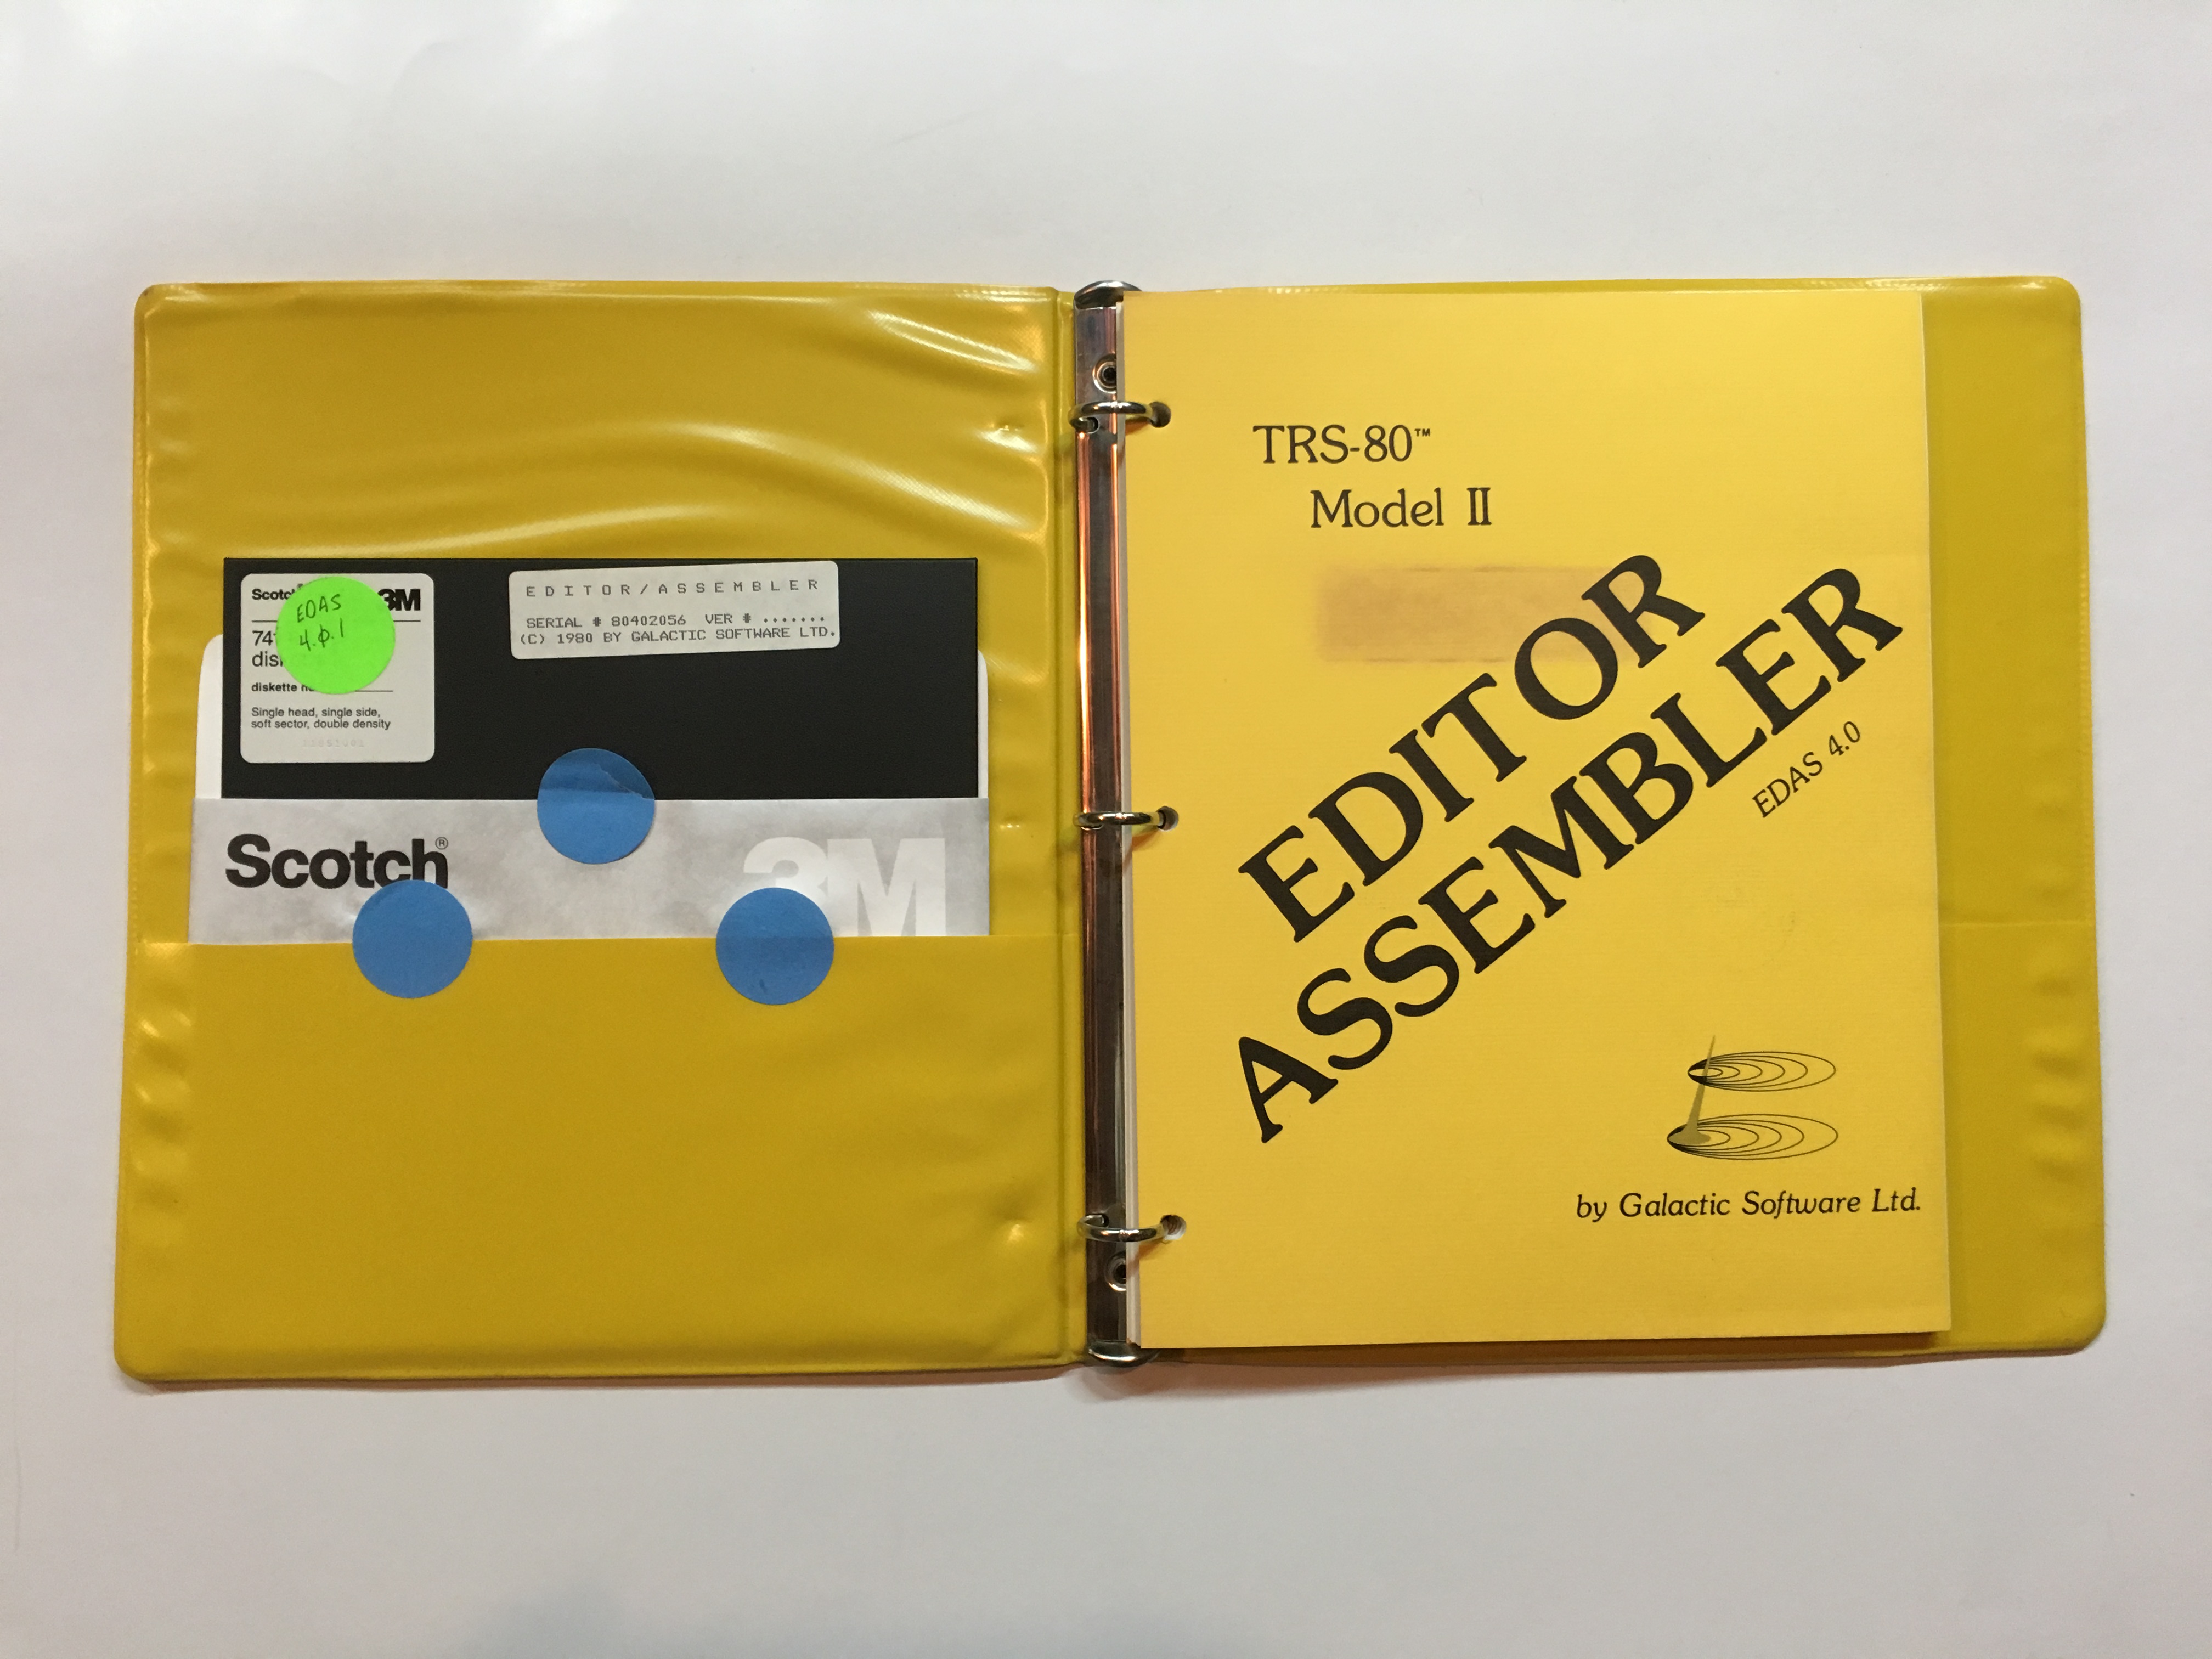 Scotch
3M
EDAS
4.0.1
diskette
Single head, single side,
soft sector, double density
EDITOR/ASSEMBLER
SERIAL # 80402056 VER # .......
(C) 1980 BY GALACTIC SOFTWARE LTD.
Scotch®
3M
TRS-80™
Model II
EDITOR
ASSEMBLER
EDAS 4.0
by Galactic Software Ltd.